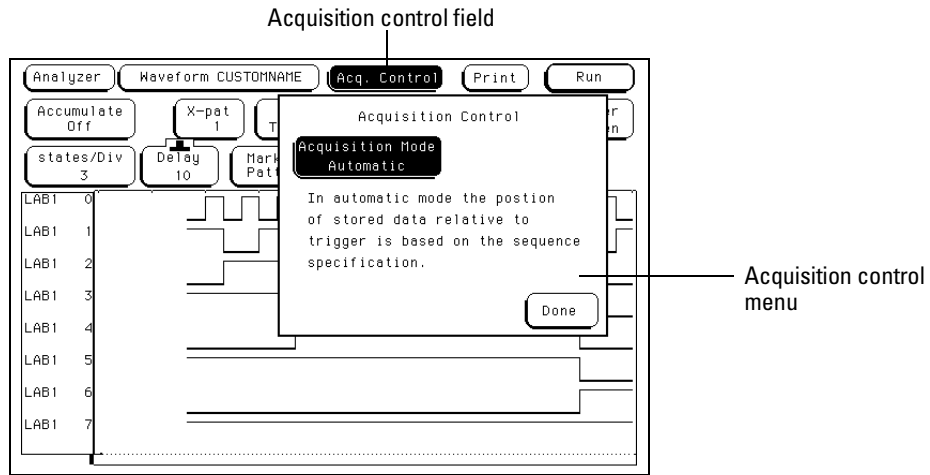 Acquisition control field
Analyzer Waveform CUSTOMNAME Acq. Control Print Run
Accumulate
Off
X-pat
1
states/Div
3
Delay
10
Mark
Patt
Acquisition Control
Acquisition Mode
Automatic
In automatic mode the postion
of stored data relative to
trigger is based on the sequence
specification.
Done
Acquisition control
menu
LAB1 0
LAB1 1
LAB1 2
LAB1 3
LAB1 4
LAB1 5
LAB1 6
LAB1 7